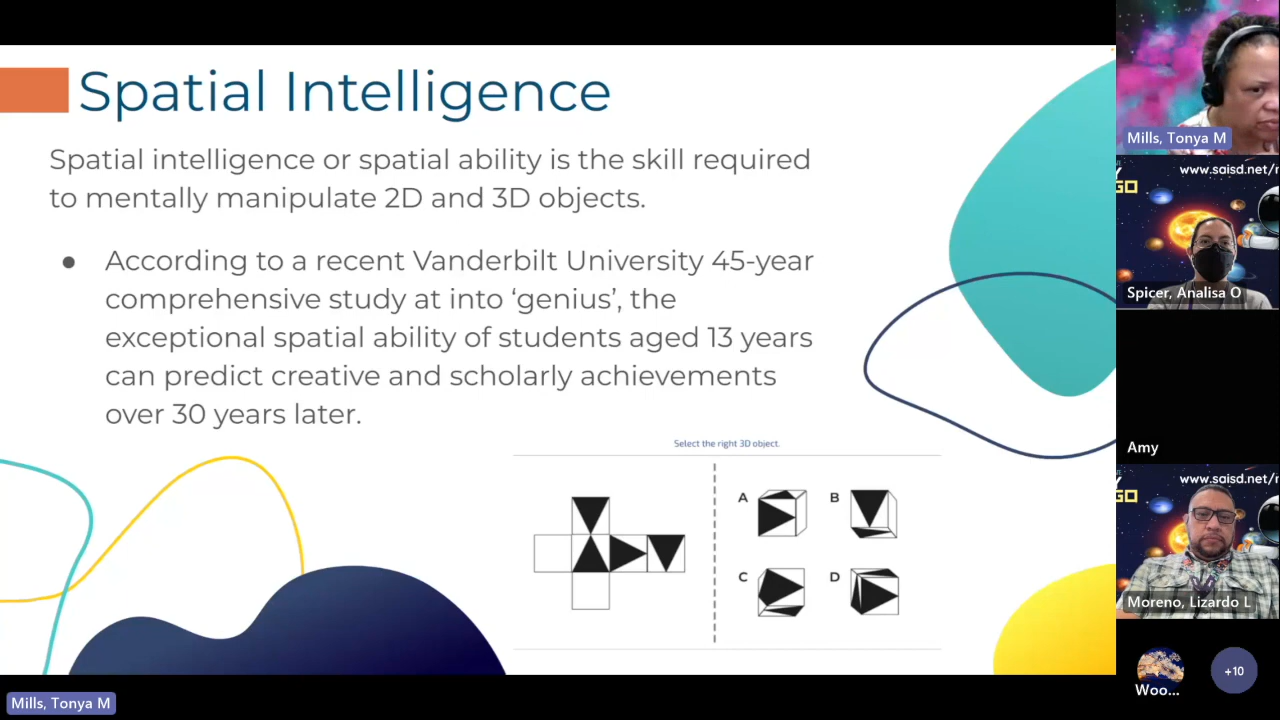 Spatial Intelligence
Spatial intelligence or spatial ability is the skill required
to mentally manipulate 2D and 3D objects.
● According to a recent Vanderbilt University 45-year
comprehensive study at into ‘genius’, the
exceptional spatial ability of students aged 13 years
can predict creative and scholarly achievements
over 30 years later.
Select the right 3D object.
A
B
C
D
Mills, Tonya M
www.saisd.net/
GO
Spicer, Analisa O
Amy
www.saisd.net/
GO
Moreno, Lizardo L
Woo...
+10
Mills, Tonya M